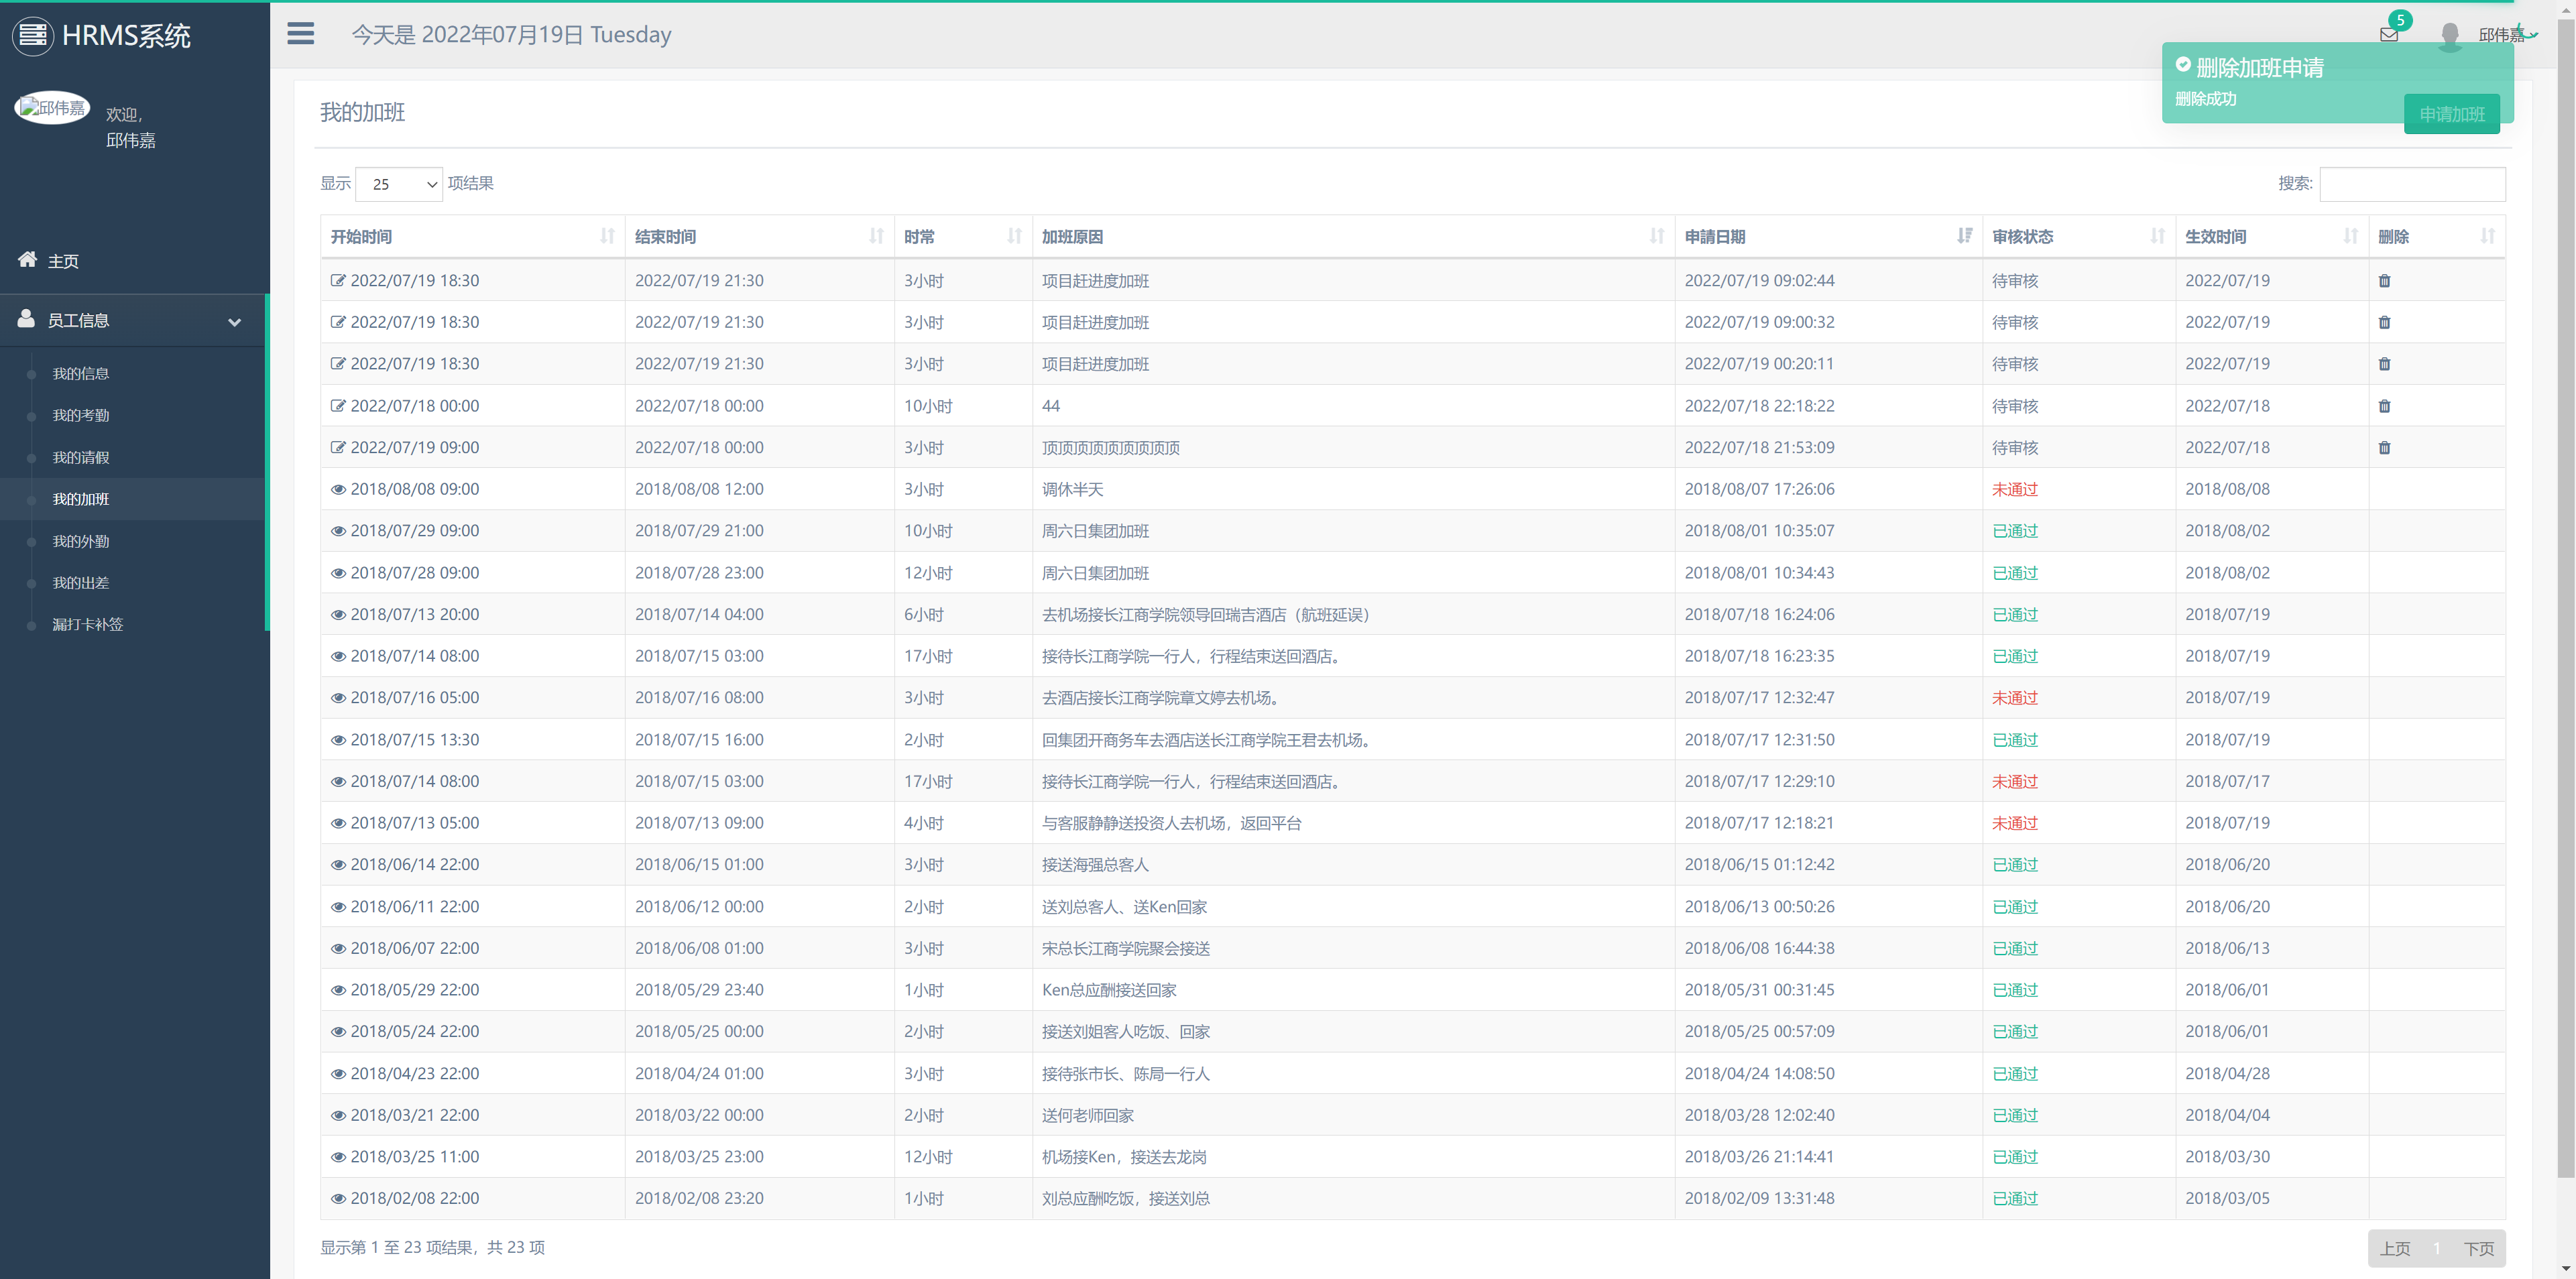 HRMS系统
今天是 2022年07月19日 Tuesday
5
邱伟嘉
删除加班申请
删除成功
申请加班
邱伟嘉
欢迎,
邱伟嘉
主页
员工信息
我的信息
我的考勤
我的请假
我的加班
我的外勤
我的出差
漏打卡补签
我的加班
显示 25 项结果
搜索:
开始时间 结束时间 时常 加班原因 申請日期 审核状态 生效时间 删除
2022/07/19 18:30 2022/07/19 21:30 3小时 项目赶进度加班 2022/07/19 09:02:44 待审核 2022/07/19
2022/07/19 18:30 2022/07/19 21:30 3小时 项目赶进度加班 2022/07/19 09:00:32 待审核 2022/07/19
2022/07/19 18:30 2022/07/19 21:30 3小时 项目赶进度加班 2022/07/19 00:20:11 待审核 2022/07/19
2022/07/18 00:00 2022/07/18 00:00 10小时 44 2022/07/18 22:18:22 待审核 2022/07/18
2022/07/19 09:00 2022/07/18 00:00 3小时 顶顶顶顶顶顶顶顶顶 2022/07/18 21:53:09 待审核 2022/07/18
2018/08/08 09:00 2018/08/08 12:00 3小时 调休半天 2018/08/07 17:26:06 未通过 2018/08/08
2018/07/29 09:00 2018/07/29 21:00 10小时 周六日集团加班 2018/08/01 10:35:07 已通过 2018/08/02
2018/07/28 09:00 2018/07/28 23:00 12小时 周六日集团加班 2018/08/01 10:34:43 已通过 2018/08/02
2018/07/13 20:00 2018/07/14 04:00 6小时 去机场接长江商学院领导回瑞吉酒店（航班延误） 2018/07/18 16:24:06 已通过 2018/07/19
2018/07/14 08:00 2018/07/15 03:00 17小时 接待长江商学院一行人，行程结束送回酒店。 2018/07/18 16:23:35 已通过 2018/07/19
2018/07/16 05:00 2018/07/16 08:00 3小时 去酒店接长江商学院章文婷去机场。 2018/07/17 12:32:47 未通过 2018/07/19
2018/07/15 13:30 2018/07/15 16:00 2小时 回集团开商务车去酒店送长江商学院王君去机场。 2018/07/17 12:31:50 已通过 2018/07/19
2018/07/14 08:00 2018/07/15 03:00 17小时 接待长江商学院一行人，行程结束送回酒店。 2018/07/17 12:29:10 未通过 2018/07/17
2018/07/13 05:00 2018/07/13 09:00 4小时 与客服静静送投资人去机场，返回平台 2018/07/17 12:18:21 未通过 2018/07/19
2018/06/14 22:00 2018/06/15 01:00 3小时 接送海强总客人 2018/06/15 01:12:42 已通过 2018/06/20
2018/06/11 22:00 2018/06/12 00:00 2小时 送刘总客人、送Ken回家 2018/06/13 00:50:26 已通过 2018/06/20
2018/06/07 22:00 2018/06/08 01:00 3小时 宋总长江商学院聚会接送 2018/06/08 16:44:38 已通过 2018/06/13
2018/05/29 22:00 2018/05/29 23:40 1小时 Ken总应酬接送回家 2018/05/31 00:31:45 已通过 2018/06/01
2018/05/24 22:00 2018/05/25 00:00 2小时 接送刘姐客人吃饭、回家 2018/05/25 00:57:09 已通过 2018/06/01
2018/04/23 22:00 2018/04/24 01:00 3小时 接待张市长、陈局一行人 2018/04/24 14:08:50 已通过 2018/04/28
2018/03/21 22:00 2018/03/22 00:00 2小时 送何老师回家 2018/03/28 12:02:40 已通过 2018/04/04
2018/03/25 11:00 2018/03/25 23:00 12小时 机场接Ken，接送去龙岗 2018/03/26 21:14:41 已通过 2018/03/30
2018/02/08 22:00 2018/02/08 23:20 1小时 刘总应酬吃饭，接送刘总 2018/02/09 13:31:48 已通过 2018/03/05
显示第 1 至 23 项结果，共 23 项
上页 1 下页